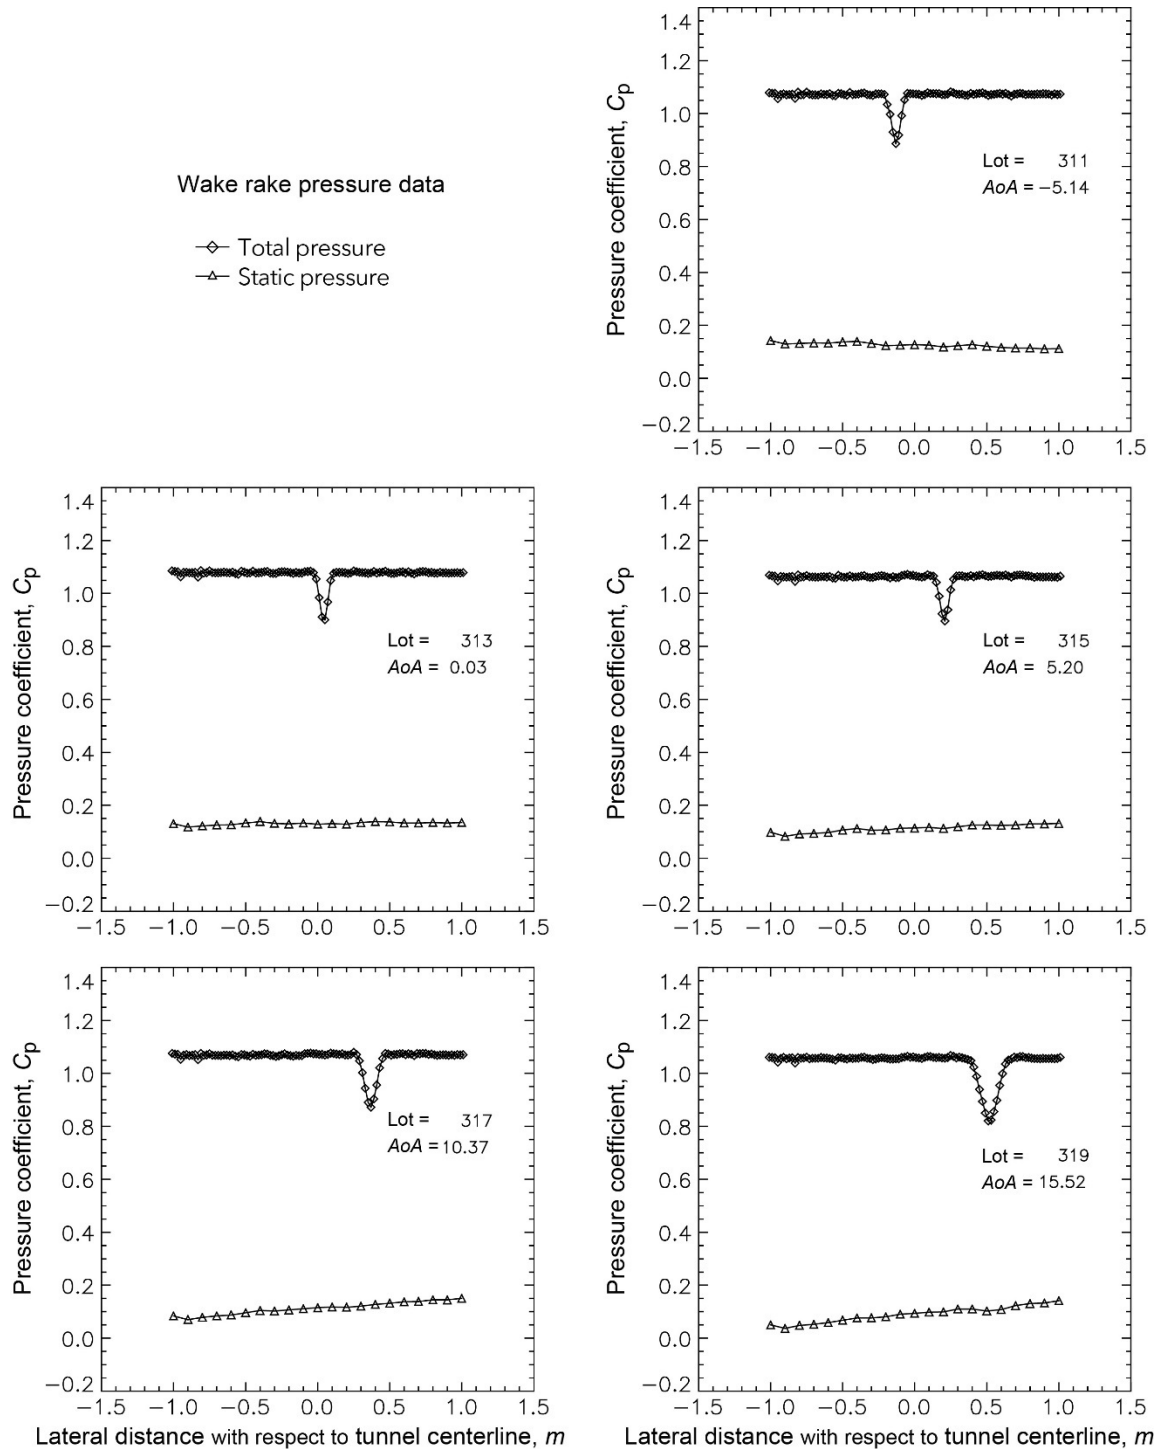 Wake rake pressure data
Total pressure
Static pressure
Pressure coefficient, Cp
1.4
1.2
1.0
0.8
0.6
0.4
0.2
0.0
−0.2
Lot = 311
AoA = −5.14
−1.5 −1.0 −0.5 0.0 0.5 1.0 1.5
Pressure coefficient, Cp
1.4
1.2
1.0
0.8
0.6
0.4
0.2
0.0
−0.2
Lot = 313
AoA = 0.03
−1.5 −1.0 −0.5 0.0 0.5 1.0 1.5
Pressure coefficient, Cp
1.4
1.2
1.0
0.8
0.6
0.4
0.2
0.0
−0.2
Lot = 315
AoA = 5.20
−1.5 −1.0 −0.5 0.0 0.5 1.0 1.5
Pressure coefficient, Cp
1.4
1.2
1.0
0.8
0.6
0.4
0.2
0.0
−0.2
Lot = 317
AoA = 10.37
−1.5 −1.0 −0.5 0.0 0.5 1.0 1.5
Lateral distance with respect to tunnel centerline, m
Pressure coefficient, Cp
1.4
1.2
1.0
0.8
0.6
0.4
0.2
0.0
−0.2
Lot = 319
AoA = 15.52
−1.5 −1.0 −0.5 0.0 0.5 1.0 1.5
Lateral distance with respect to tunnel centerline, m